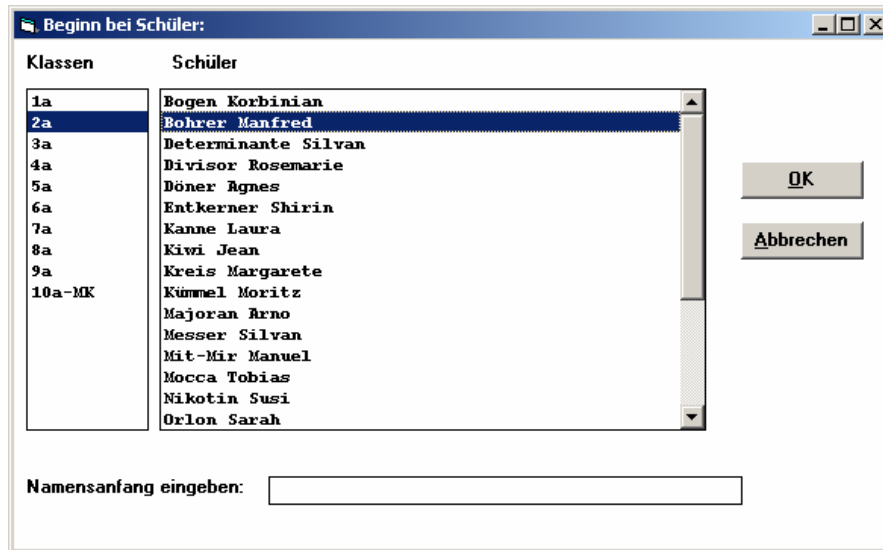 Beginn bei Schüler:
Klassen Schüler
1a Bogen Korbinian
2a Bohrer Manfred
3a Determinante Silvan
4a Divisor Rosemarie
5a Döner Agnes
6a Entkerner Shirin
7a Kanne Laura
8a Kiwi Jean
9a Kreis Margarete
10a-MK Kümmel Moritz
Majoran Arno
Messer Silvan
Mit-Mir Manuel
Mocca Tobias
Nikotin Susi
Orlon Sarah
OK
Abbrechen
Namensanfang eingeben: